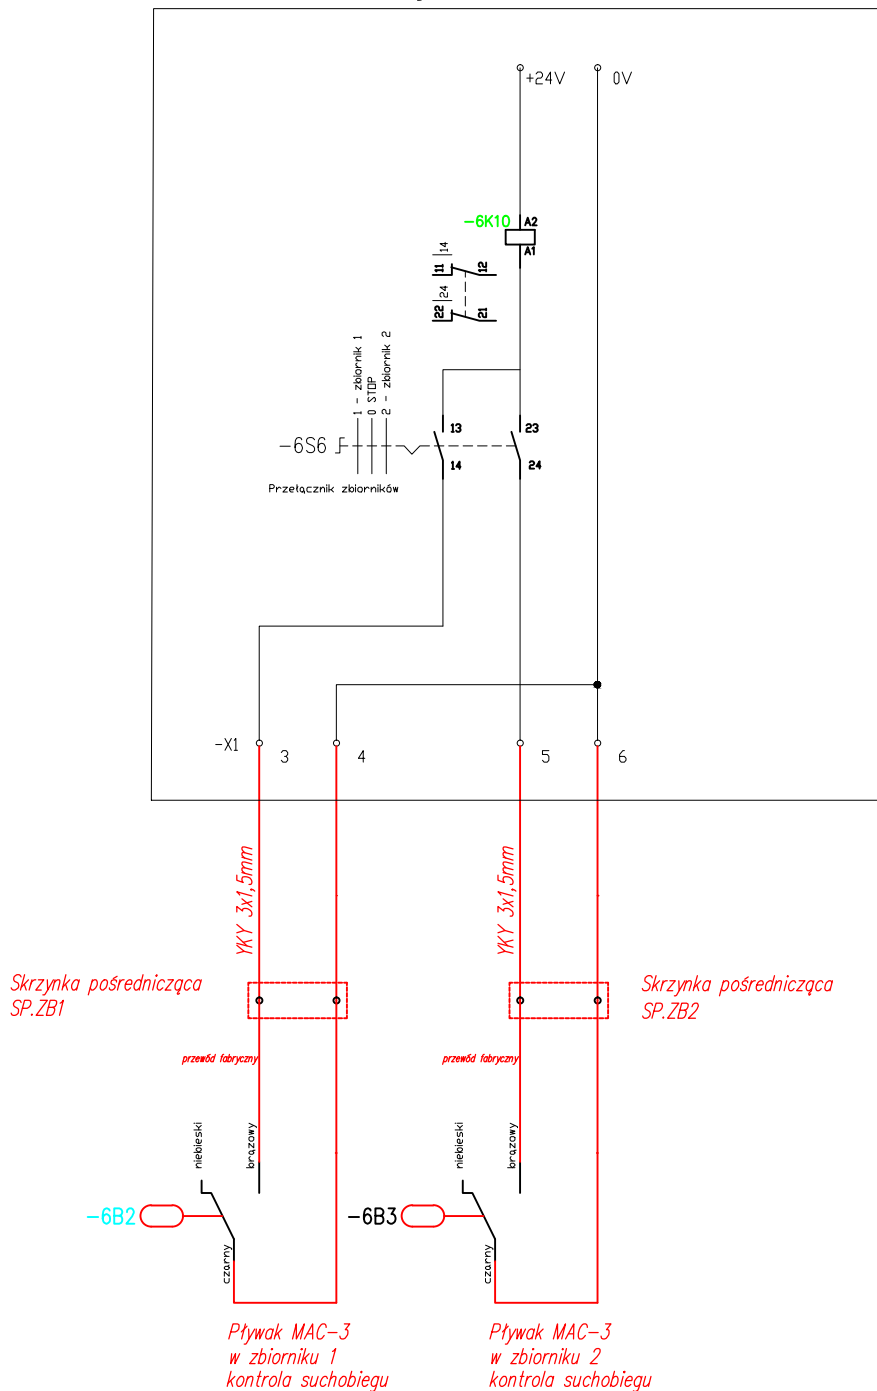 +24V
0V
-6K10
A2
A1
14
11
12
24
22
21
1 - zbiornik 1
0 STOP
2 - zbiornik 2
13
23
-6S6
14
24
Przełącznik zbiorników
-X1
3
4
5
6
YKY 3x1,5mm
YKY 3x1,5mm
Skrzynka pośrednicząca
SP.ZB1
Skrzynka pośrednicząca
SP.ZB2
przewód fabryczny
przewód fabryczny
niebieski
brązowy
niebieski
brązowy
-6B2
-6B3
czarny
czarny
Pływak MAC-3
w zbiorniku 1
kontrola suchobiegu
Pływak MAC-3
w zbiorniku 2
kontrola suchobiegu